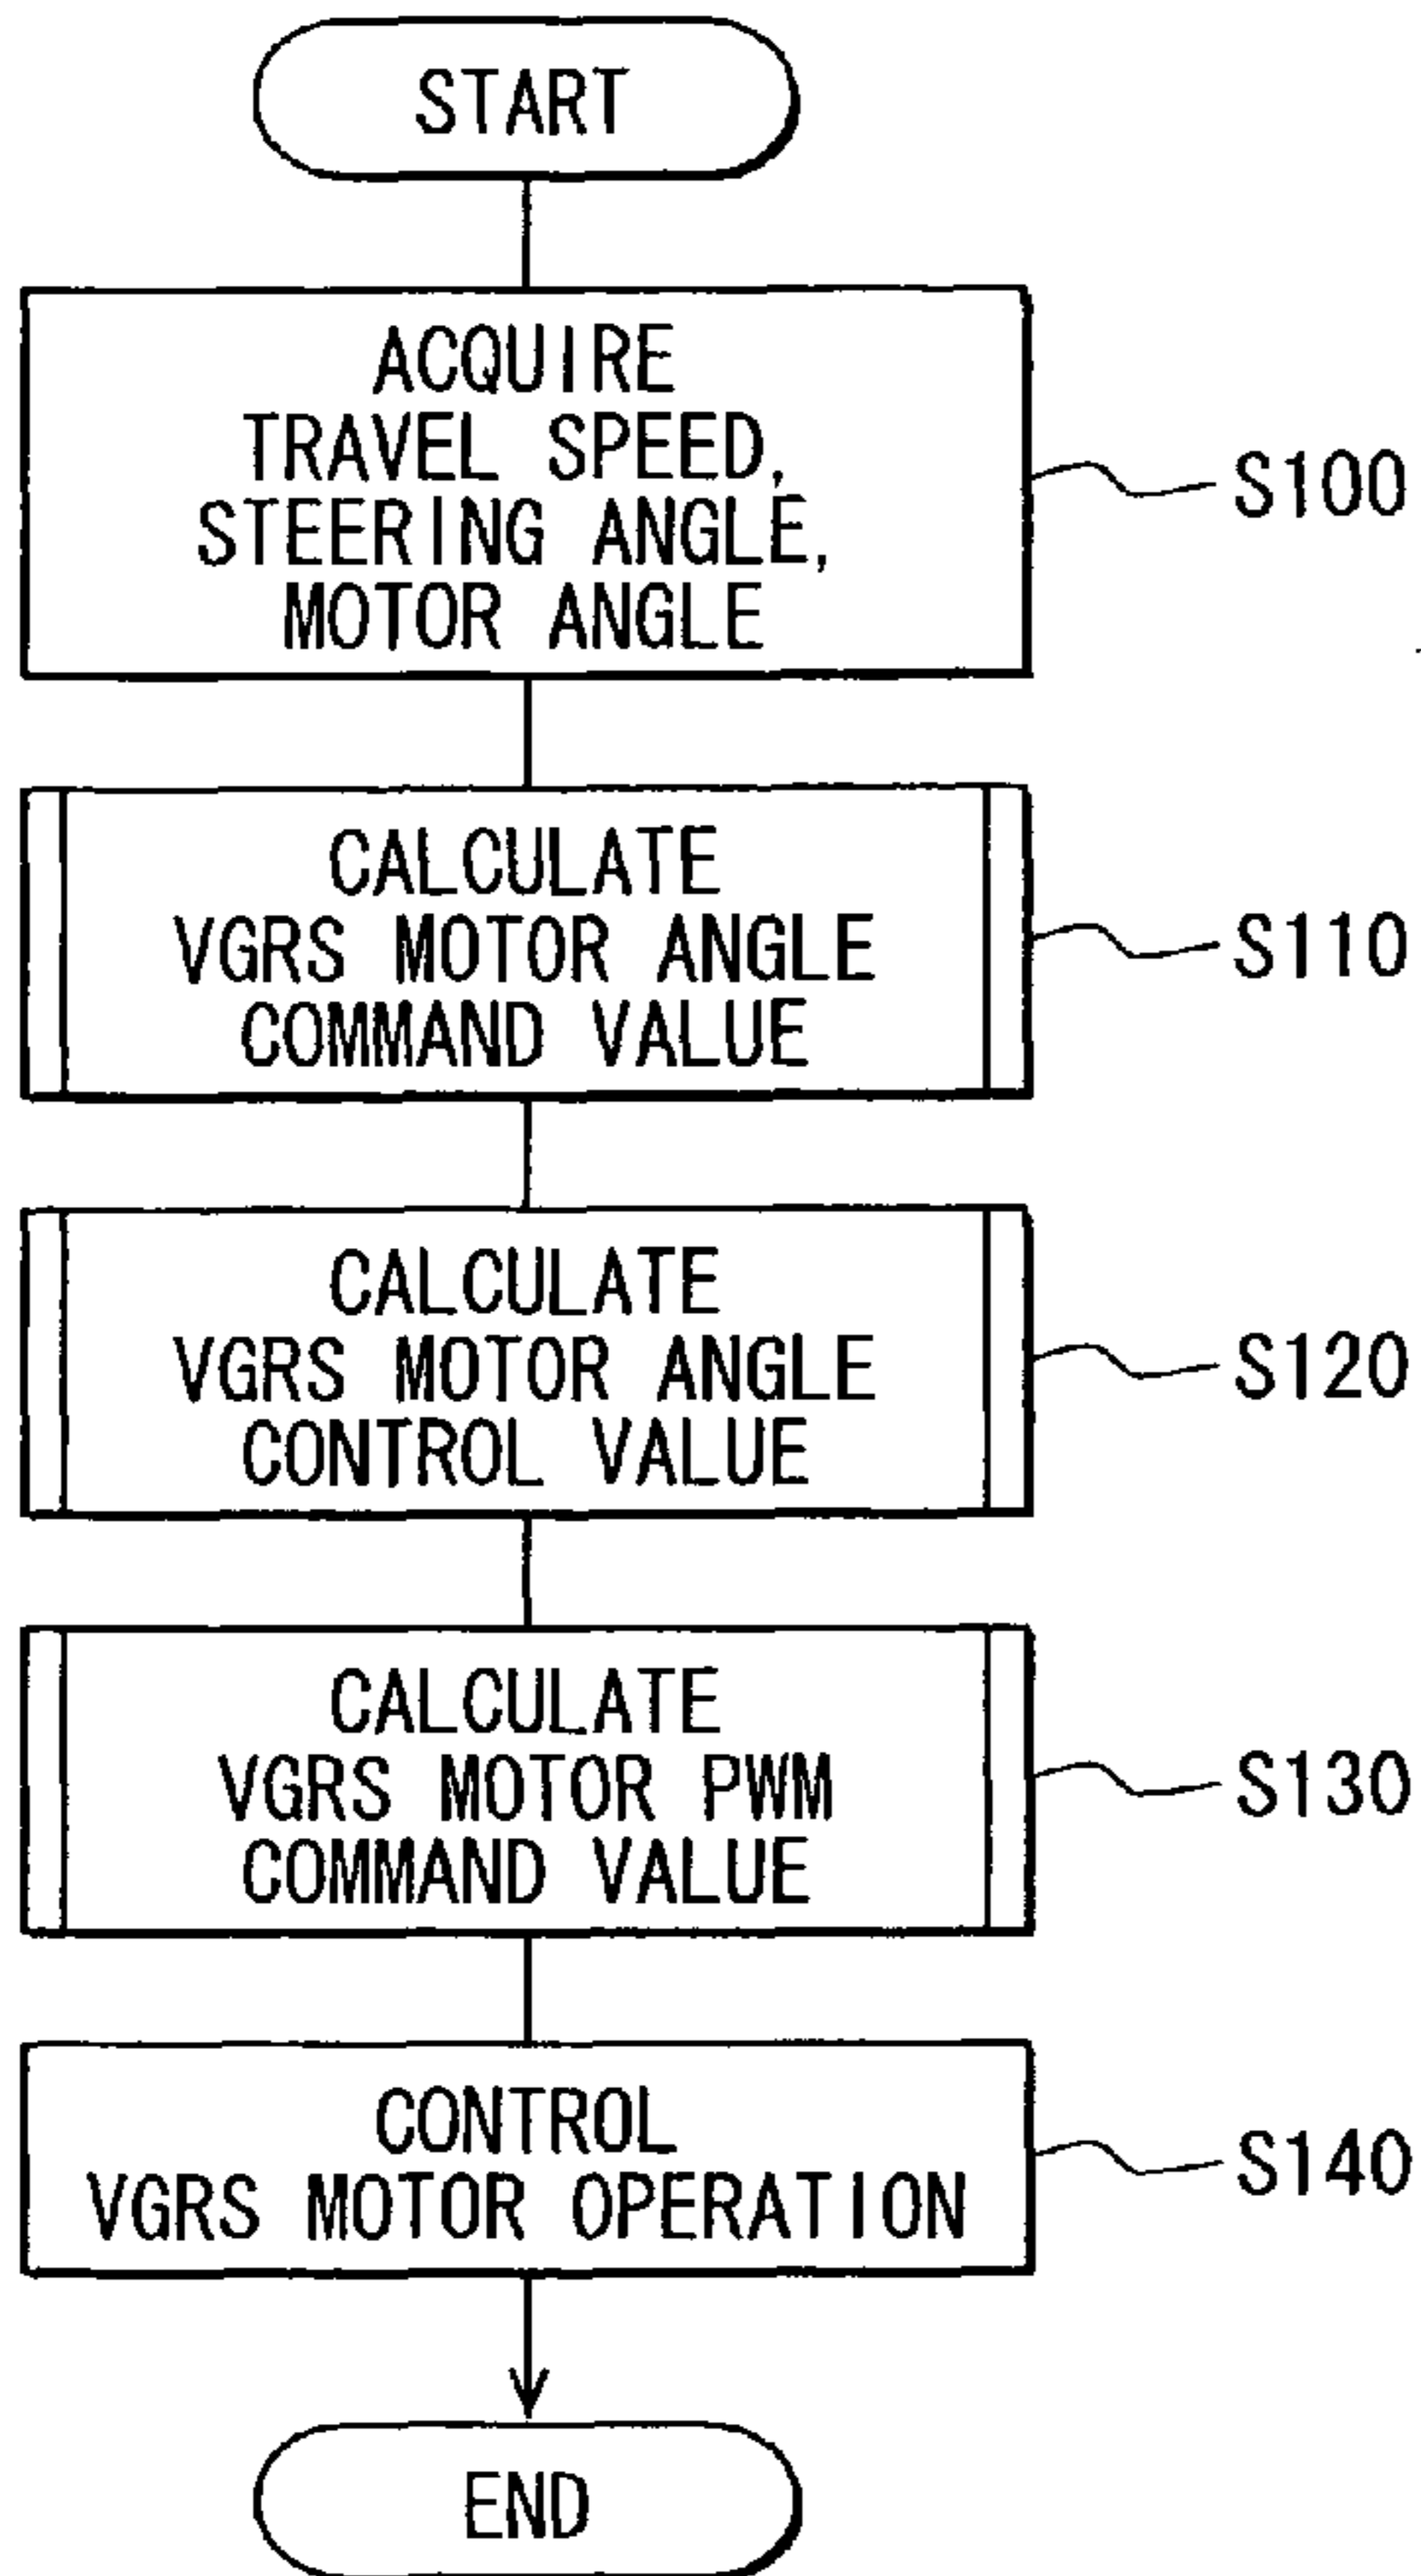 START
ACQUIRE
TRAVEL SPEED,
STEERING ANGLE,
MOTOR ANGLE
S100
CALCULATE
VGRS MOTOR ANGLE
COMMAND VALUE
S110
CALCULATE
VGRS MOTOR ANGLE
CONTROL VALUE
S120
CALCULATE
VGRS MOTOR PWM
COMMAND VALUE
S130
CONTROL
VGRS MOTOR OPERATION
S140
END